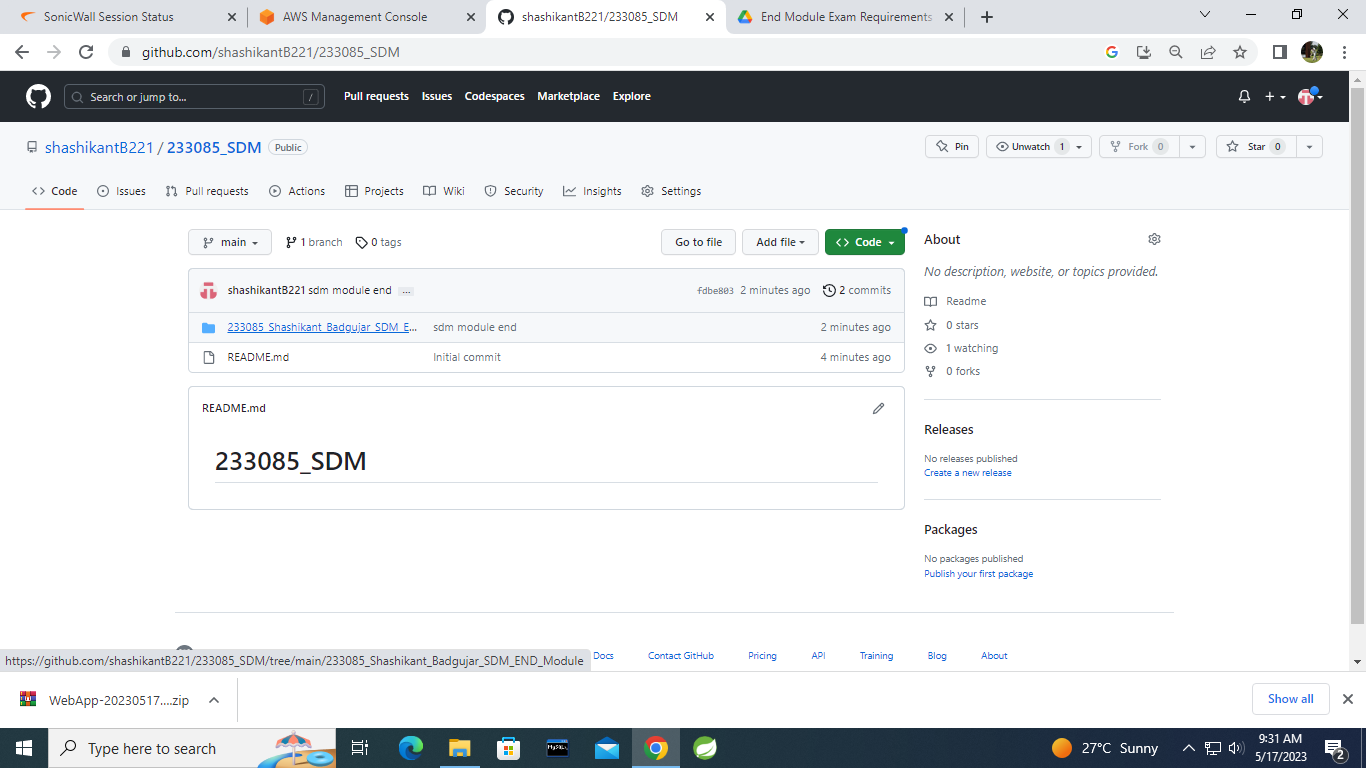 SonicWall Session Status
AWS Management Console
shashikantB221/233085_SDM
End Module Exam Requirements
github.com/shashikantB221/233085_SDM
Search or jump to...
/
Pull requests
Issues
Codespaces
Marketplace
Explore
shashikantB221 / 233085_SDM
Public
Pin
Unwatch 1
Fork 0
Star 0
Code
Issues
Pull requests
Actions
Projects
Wiki
Security
Insights
Settings
main
1 branch
0 tags
Go to file
Add file
Code
shashikantB221 sdm module end ...
fdbe803 2 minutes ago
2 commits
233085_Shashikant_Badgujar_SDM_E...
sdm module end
2 minutes ago
README.md
Initial commit
4 minutes ago
README.md
233085_SDM
About
No description, website, or topics provided.
Readme
0 stars
1 watching
0 forks
Releases
No releases published
Create a new release
Packages
No packages published
Publish your first package
https://github.com/shashikantB221/233085_SDM/tree/main/233085_Shashikant_Badgujar_SDM_END_Module
Docs
Contact GitHub
Pricing
API
Training
Blog
About
WebApp-20230517....zip
Show all
Type here to search
27°C Sunny
9:31 AM
5/17/2023
2